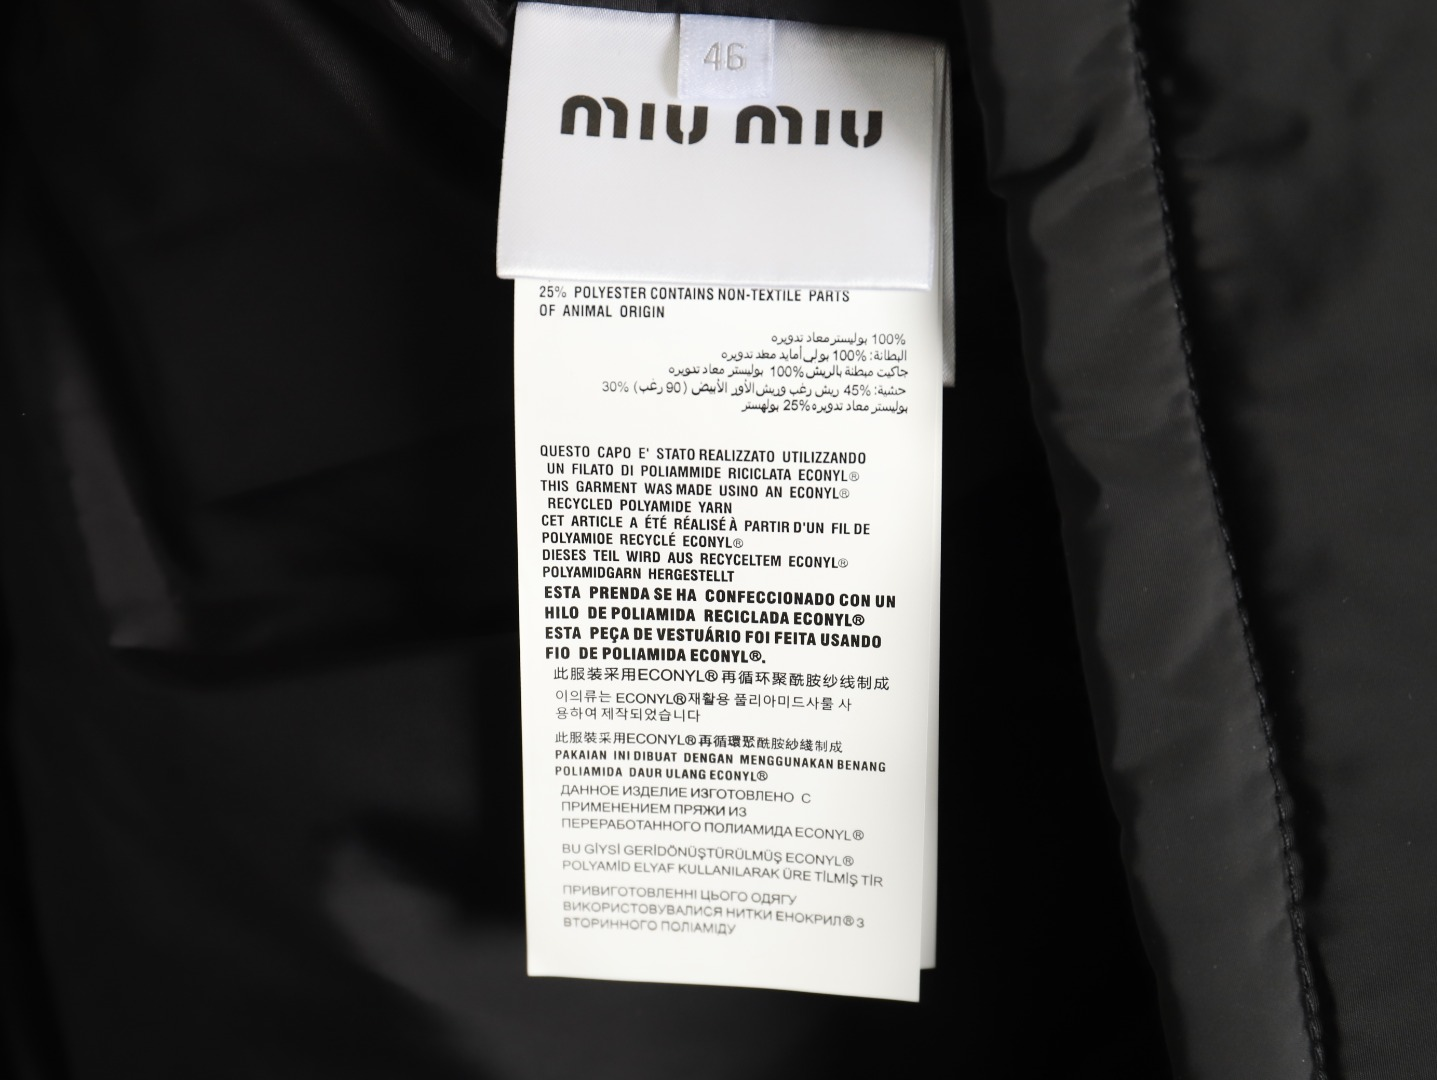 46
miu miu
25% POLYESTER CONTAINS NON-TEXTILE PARTS
OF ANIMAL ORIGIN
100% بوليستر معاد تدويره
البطانة: 100% بولي أمايد معد تدويره
جاكيت مبطنة بالريش 100% بوليستر معاد تدويره
حشية: 45% ريش رغب وريش الأوز الأبيض (90 رغب) 30%
بوليستر معاد تدويره 25% بولهستر
QUESTO CAPO E' STATO REALIZZATO UTILIZZANDO
UN FILATO DI POLIAMMIDE RICICLATA ECONYL®
THIS GARMENT WAS MADE USINO AN ECONYL®
RECYCLED POLYAMIDE YARN
CET ARTICLE A ÉTÉ RÉALISÉ À PARTIR D'UN FIL DE
POLYAMIOE RECYCLÉ ECONYL®
DIESES TEIL WIRD AUS RECYCELTEM ECONYL®
POLYAMIDGARN HERGESTELLT
ESTA PRENDA SE HA CONFECCIONADO CON UN
HILO DE POLIAMIDA RECICLADA ECONYL®
ESTA PEÇA DE VESTUÁRIO FOI FEITA USANDO
FIO DE POLIAMIDA ECONYL®.
此服装采用ECONYL®再循环聚酰胺纱线制成
이의류는 ECONYL®재활용 폴리아미드사룰 사
용하여 제작되었습니다
此服裝采用ECONYL®再循環聚酰胺紗綫制成
PAKAIAN INI DIBUAT DENGAN MENGGUNAKAN BENANG
POLIAMIDA DAUR ULANG ECONYL®
ДАННОЕ ИЗДЕЛИЕ ИЗГОТОВЛЕНО С
ПРИМЕНЕНИЕМ ПРЯЖИ ИЗ
ПЕРЕРАБОТАННОГО ПОЛИАМИДА ECONYL®
BU GİYSİ GERİDÖNÜŞTÜRÜLMÜŞ ECONYL®
POLYAMİD ELYAF KULLANILARAK ÜRE TİLMİŞ TİR
ПРИВИГОТОВЛЕННІ ЦЬОГО ОДЯГУ
ВИКОРИСТОВУВАЛИСЯ НИТКИ ЕНОКРИЛ® З
ВТОРИННОГО ПОЛІАМІДУ